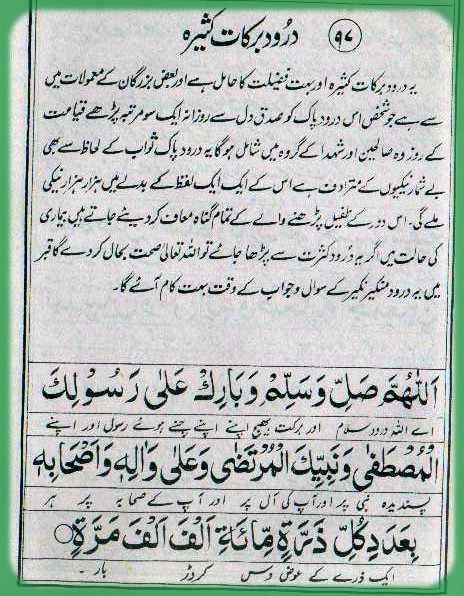 ۹۷ درود برکات کثیرہ
یہ درود برکات کثیرہ اور بہت فضیلت کا حامل ہے اور بعض بزرگان کے معمولات میں
سے ہے جو شخص اس درود پاک کو صدق دل سے روزانہ ایک سو مرتبہ پڑھے قیامت
کے روز وہ صالحین اور شہدا کے گروہ میں شامل ہوگا یہ درود پاک ثواب کے لحاظ سے بھی
بے شمار نیکیوں کے مترادف ہے اس کے ایک ایک لفظ کے بدلے میں ہزار ہزار نیکی
ملے گی۔ اس دور کے طفیل پڑھنے والے کے تمام گناہ معاف کر دیئے جاتے ہیں بیماری
کی حالت میں اگر یہ درود کثرت سے پڑھا جائے تو اللہ تعالیٰ صحت بحال کر دے گا قبر
میں یہ درود منکیر نکیر کے سوال و جواب کے وقت بہت کام آئے گا۔
اَللّٰهُمَّ صَلِّ وَسَلِّمْ وَبَارِكْ عَلٰى رَسُوْلِكَ
اے اللہ درود سلام اور برکت بھیج اپنے اپنے چنے ہوئے رسول اور اپنے
الْمُصْطَفٰى وَنَبِيِّكَ الْمُرْتَضٰى وَعَلٰى وَاٰلِهٖ وَاَصْحَابِهٖ
پسندیدہ نبی پر اور آپ کی آل پر اور آپ کے صحابہ پر ہر
بِعَدَدِ كُلِّ ذَرَّةٍ مِّائَةَ اَلْفِ اَلْفَ مَرَّةٍ
ایک ذرے کے عوض دس کروڑ بار۔